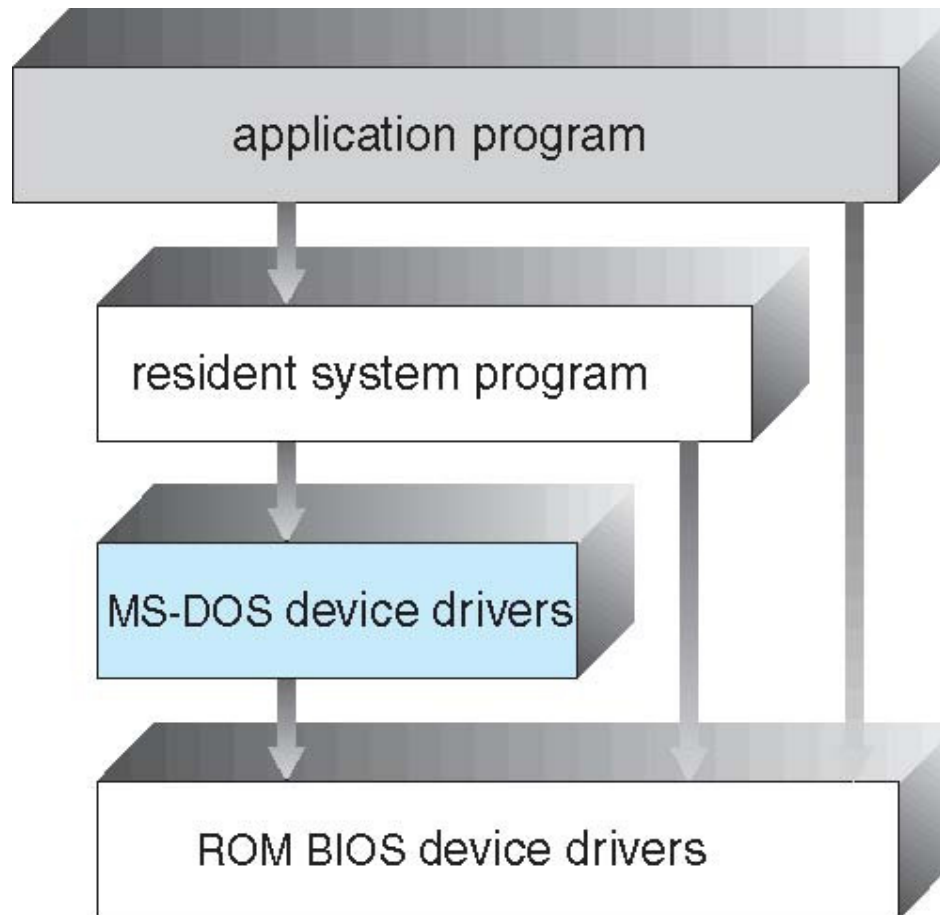 application program
resident system program
MS-DOS device drivers
ROM BIOS device drivers